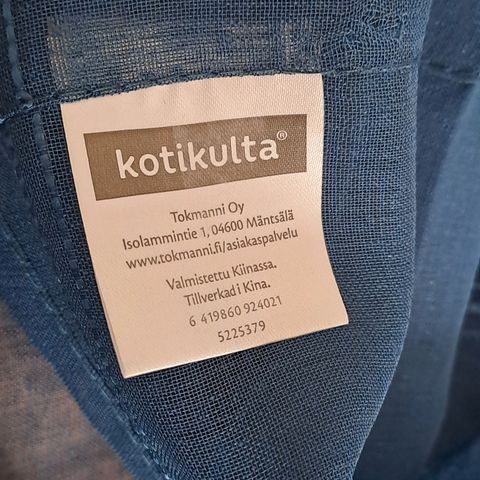 kotikulta®
Tokmanni Oy
Isolammintie 1, 04600 Mäntsälä
www.tokmanni.fi/asiakaspalvelu
Valmistettu Kiinassa.
Tillverkad i Kina.
6 419860 924021
5225379